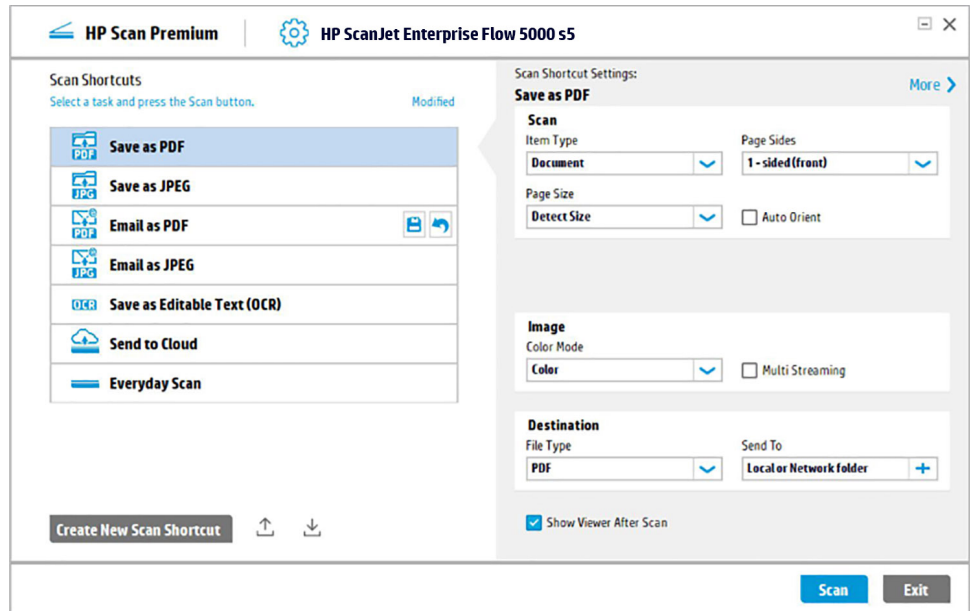 HP Scan Premium
HP ScanJet Enterprise Flow 5000 s5
Scan Shortcuts
Select a task and press the Scan button.
Modified
PDF
Save as PDF
JPG
Save as JPEG
PDF
Email as PDF
JPG
Email as JPEG
OCR
Save as Editable Text (OCR)
Send to Cloud
Everyday Scan
Create New Scan Shortcut
Scan Shortcut Settings:
More
Save as PDF
Scan
Item Type
Page Sides
Document
1 - sided (front)
Page Size
Detect Size
Auto Orient
Image
Color Mode
Color
Multi Streaming
Destination
File Type
Send To
PDF
Local or Network folder
Show Viewer After Scan
Scan
Exit